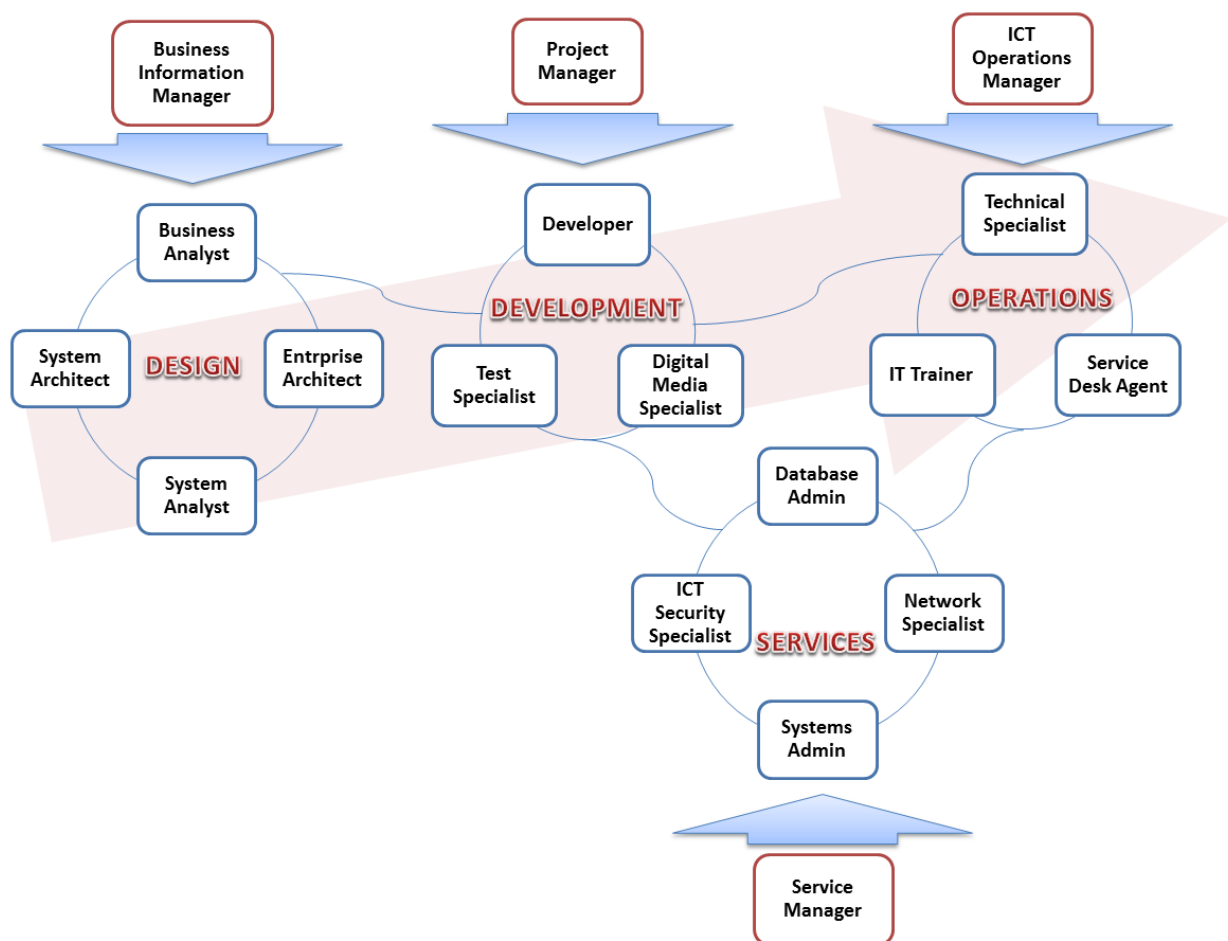 Business
Information
Manager
Project
Manager
ICT
Operations
Manager
Business
Analyst
System
Architect
DESIGN
Entrprise
Architect
System
Analyst
Developer
DEVELOPMENT
Test
Specialist
Digital
Media
Specialist
Technical
Specialist
OPERATIONS
IT Trainer
Service
Desk Agent
Database
Admin
ICT
Security
Specialist
SERVICES
Network
Specialist
Systems
Admin
Service
Manager